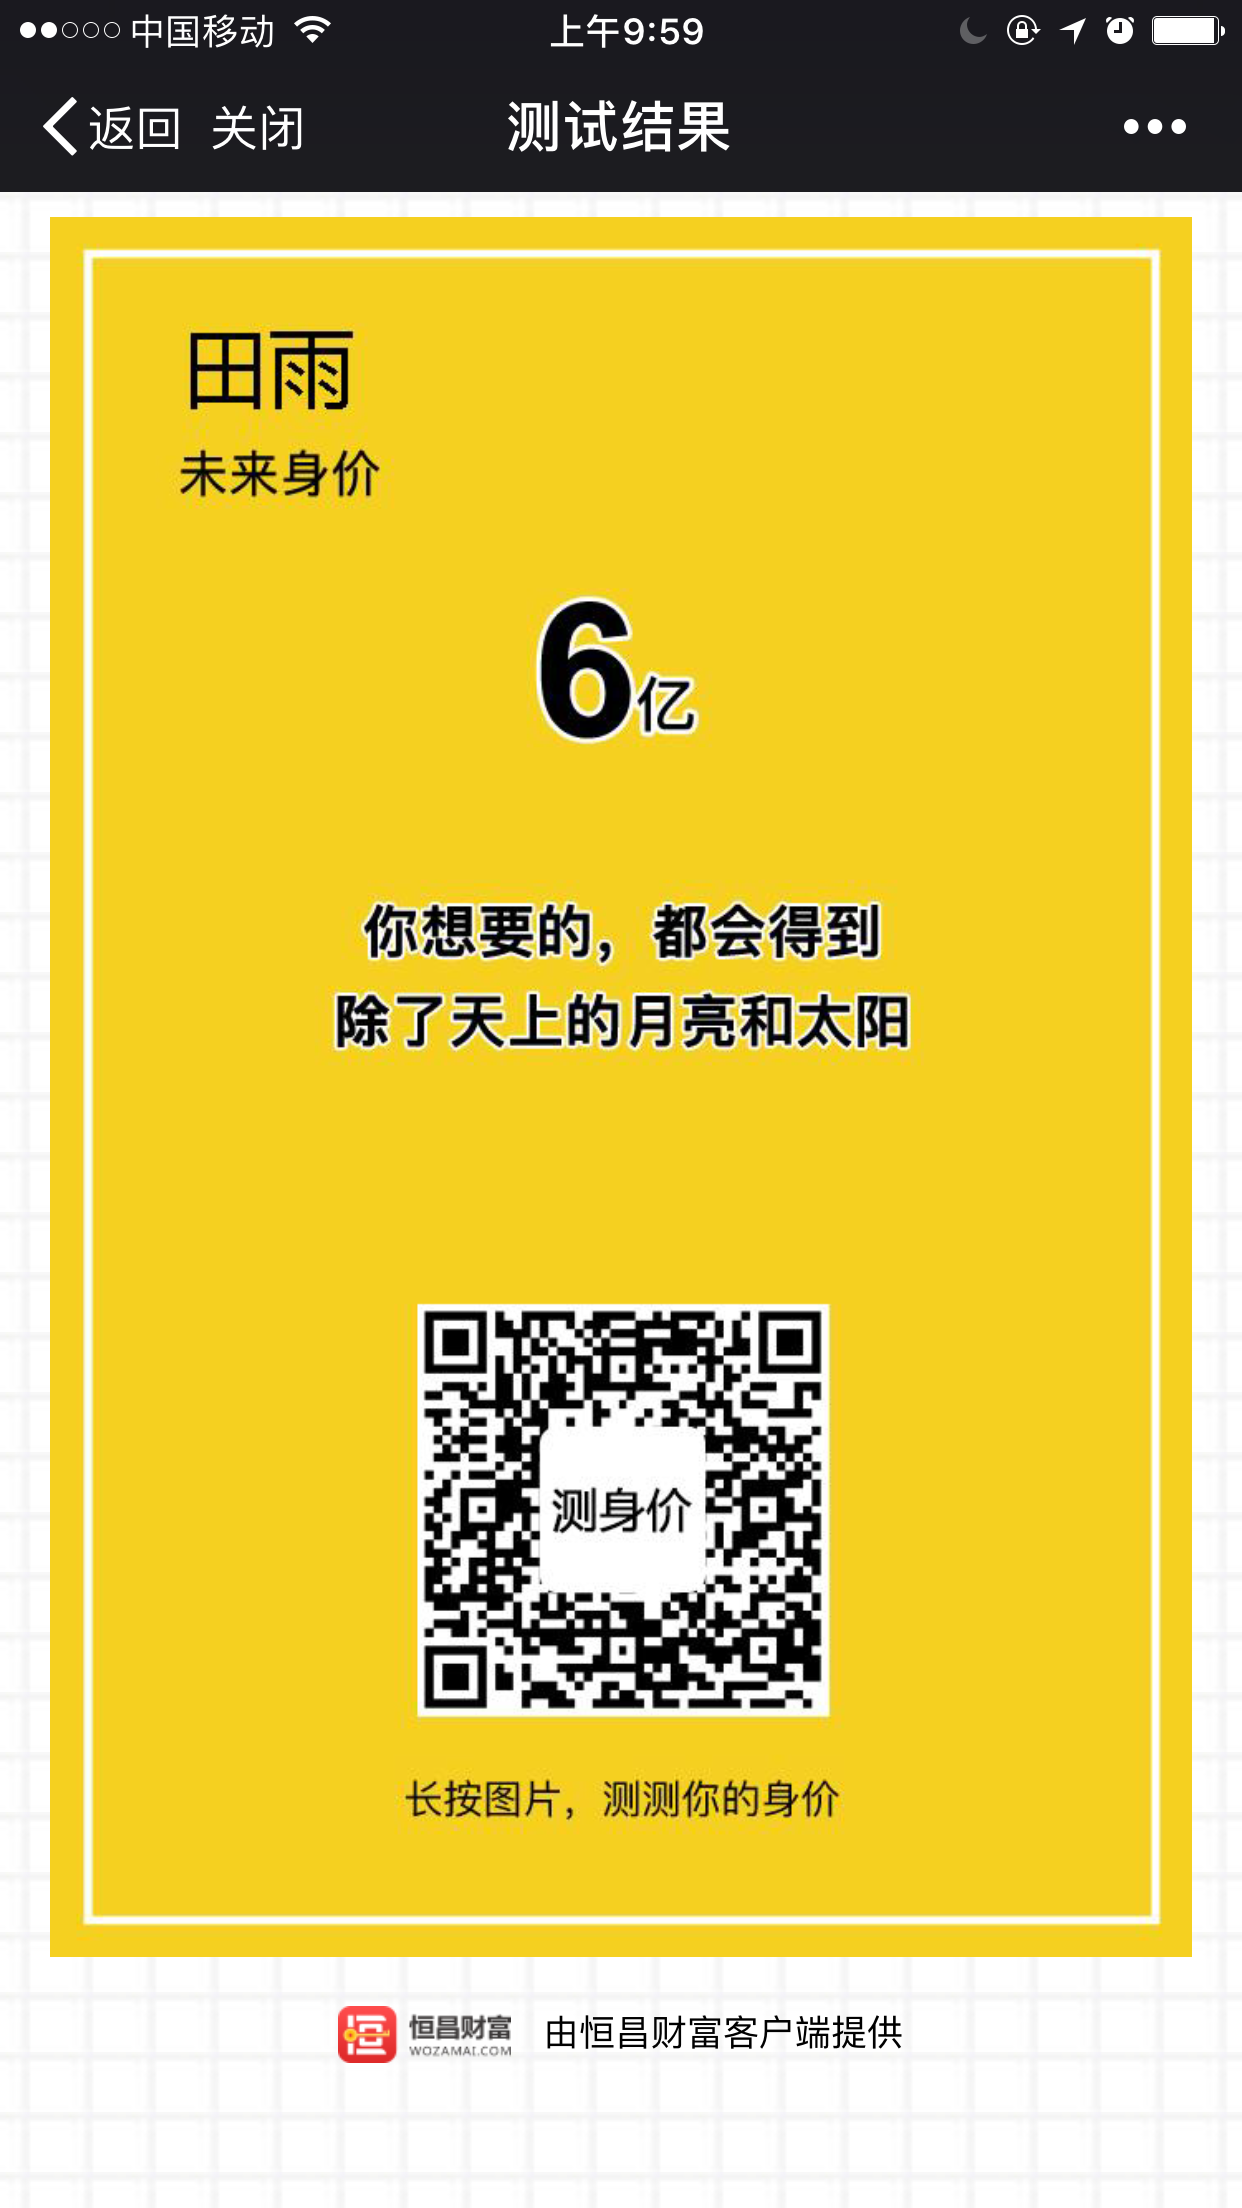 中国移动 上午9:59
返回 关闭 测试结果
田雨
未来身价
6亿
你想要的，都会得到
除了天上的月亮和太阳
测身价
长按图片，测测你的身价
恒昌财富 由恒昌财富客户端提供
WOZAMAI.COM